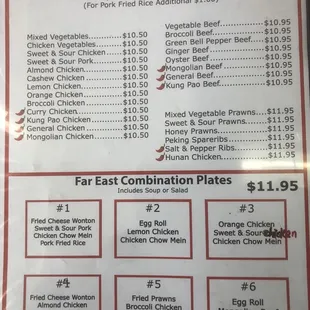 (For Pork Fried Rice Additional $1.00)
Mixed Vegetables..............$10.50
Chicken Vegetables............$10.50
Sweet & Sour Chicken..........$10.50
Almond Chicken................$10.50
Cashew Chicken................$10.50
Lemon Chicken.................$10.50
Orange Chicken................$10.50
Broccoli Chicken..............$10.50
Curry Chicken.................$10.50
Kung Pao Chicken..............$10.50
General Chicken...............$10.50
Mongolian Chicken.............$10.50
Vegetable Beef................$10.95
Broccoli Beef.................$10.95
Green Bell Pepper Beef........$10.95
Ginger Beef...................$10.95
Oyster Beef...................$10.95
Mongolian Beef................$10.95
General Beef..................$10.95
Kung Pao Beef.................$10.95
Mixed Vegetable Prawns........$11.95
Sweet & Sour Prawns...........$11.95
Honey Prawns..................$11.95
Peking Spareribs..............$11.95
Salt & Pepper Ribs............$11.95
Hunan Chicken.................$11.95
Far East Combination Plates
Includes Soup or Salad
$11.95
#1
Fried Cheese Wonton
Sweet & Sour Pork
Chicken Chow Mein
Pork Fried Rice
#2
Egg Roll
Lemon Chicken
Chicken Chow Mein
#3
Orange Chicken
Sweet & Sour chicken
Chicken Chow Mein
#4
Fried Cheese Wonton
Almond Chicken
#5
Fried Prawns
Broccoli Chicken
#6
Egg Roll